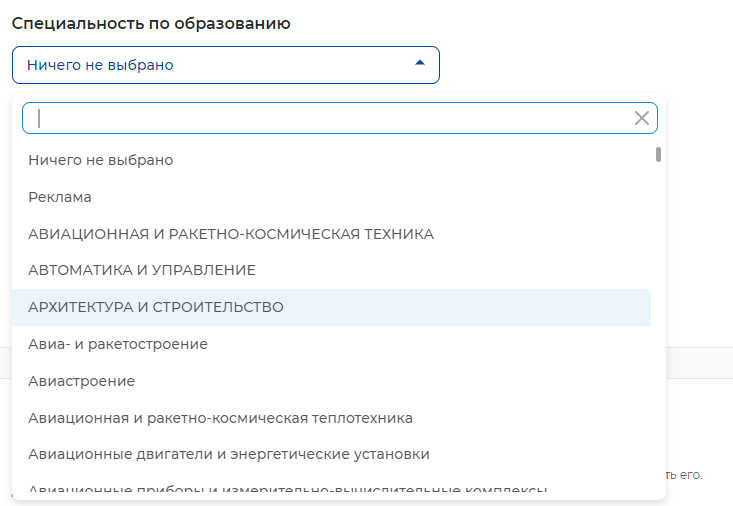 Специальность по образованию
Ничего не выбрано
Ничего не выбрано
Реклама
АВИАЦИОННАЯ И РАКЕТНО-КОСМИЧЕСКАЯ ТЕХНИКА
АВТОМАТИКА И УПРАВЛЕНИЕ
АРХИТЕКТУРА И СТРОИТЕЛЬСТВО
Авиа- и ракетостроение
Авиастроение
Авиационная и ракетно-космическая теплотехника
Авиационные двигатели и энергетические установки
ть его.
Авиационные приборы и измерительно-вычислительные комплексы